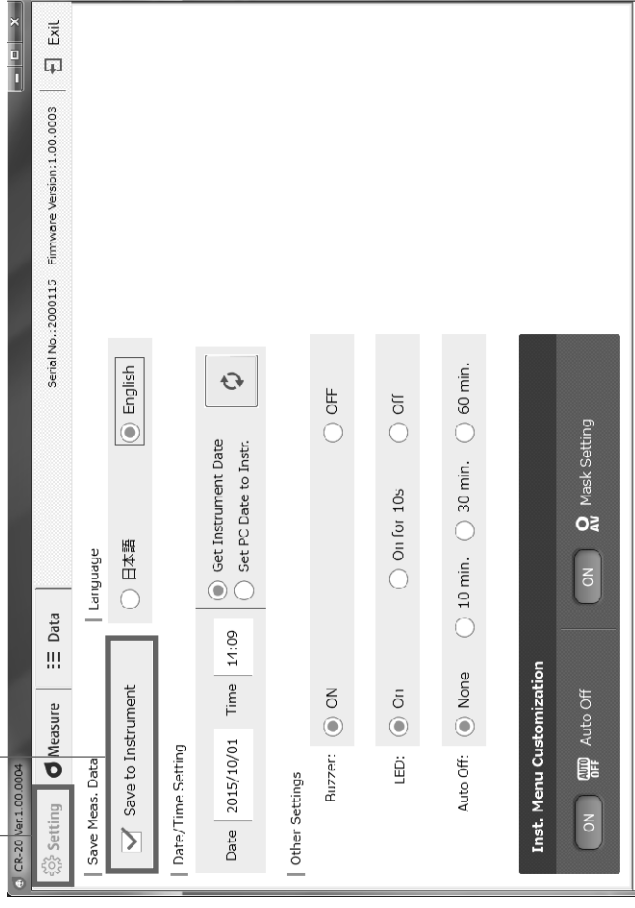 CR-20 Ver.1.00.0004
Setting Measure Data Serial No.:2000115 Firmware Version:1.00.0003 Exit
Save Meas. Data Language
Save to Instrument 日本語 English
Date/Time Setting
Date 2015/10/01 Time 14:09 Get Instrument Date
Set PC Date to Instr.
Other Settings
Buzzer: ON OFF
LED: On On for 10s Off
Auto Off: None 10 min. 30 min. 60 min.
Inst. Menu Customization
ON AUTO OFF Auto Off ON AV Mask Setting